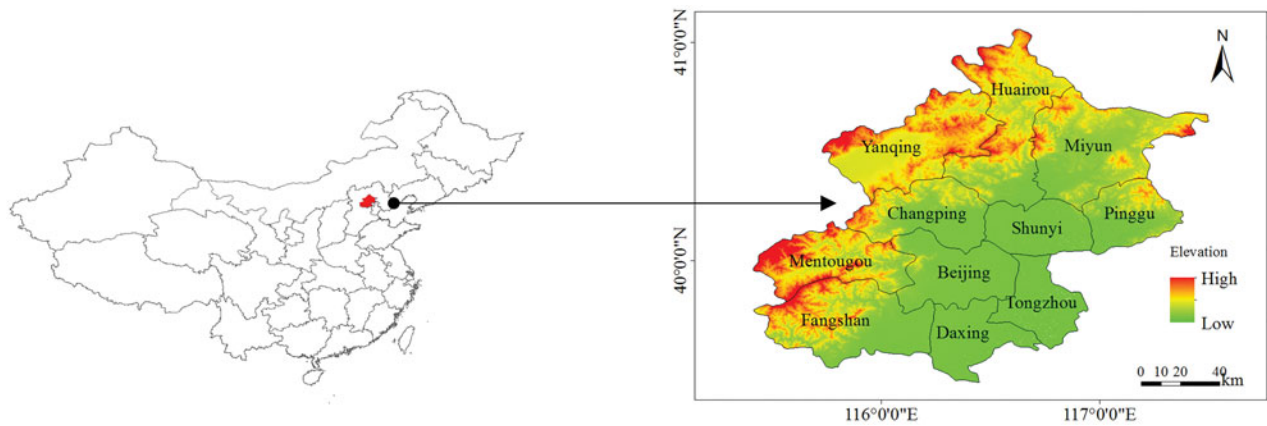 41°0'0"N
N
Huairou
Yanqing
Miyun
Changping
Shunyi
Pinggu
Elevation
40°0'0"N
Mentougou
Beijing
High
Tongzhou
Fangshan
Daxing
Low
0 10 20 40
km
116°0'0"E
117°0'0"E